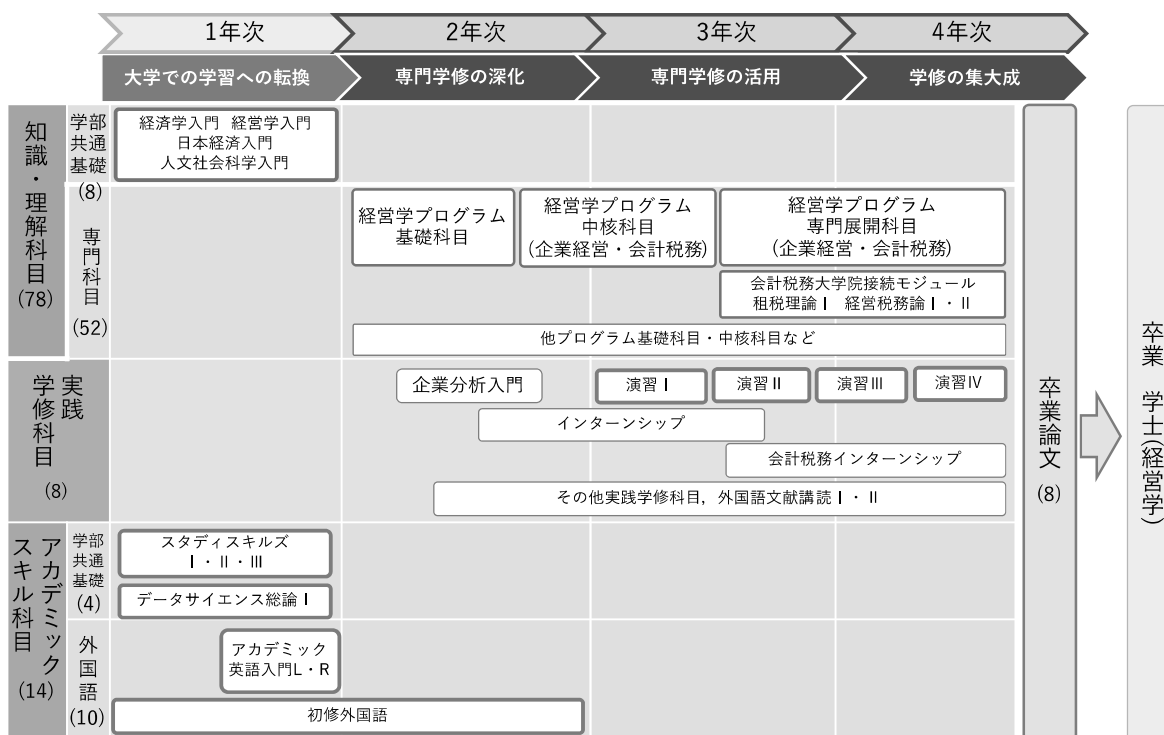 1年次
2年次
3年次
4年次
大学での学習への転換
専門学修の深化
専門学修の活用
学修の集大成
知識・理解科目
(78)
学部
共通
基礎
(8)
経済学入門 経営学入門
日本経済入門
人文社会科学入門
専門科目
(52)
経営学プログラム
基礎科目
経営学プログラム
中核科目
(企業経営・会計税務)
経営学プログラム
専門展開科目
(企業経営・会計税務)
会計税務大学院接続モジュール
租税理論Ⅰ 経営税務論Ⅰ・Ⅱ
他プログラム基礎科目・中核科目など
実践
学修科目
(8)
企業分析入門
演習Ⅰ
演習Ⅱ
演習Ⅲ
演習Ⅳ
インターンシップ
会計税務インターンシップ
その他実践学修科目，外国語文献講読Ⅰ・Ⅱ
アカデミック
スキル科目
(14)
学部
共通
基礎
(4)
スタディスキルズ
Ⅰ・Ⅱ・Ⅲ
データサイエンス総論Ⅰ
外国語
(10)
アカデミック
英語入門L・R
初修外国語
卒業論文
(8)
卒業 学士(経営学)